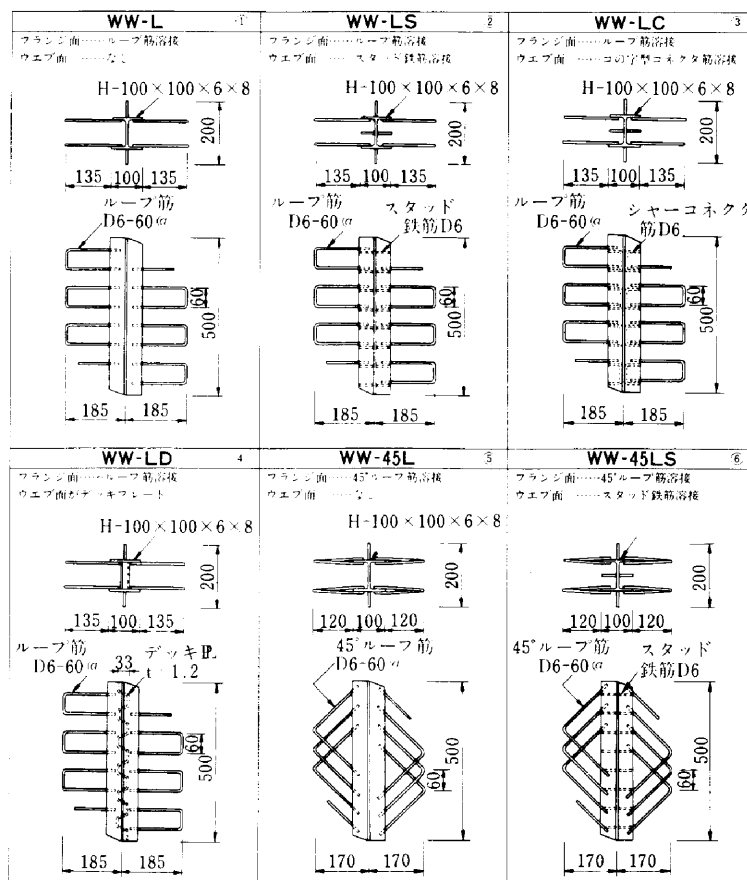 WW-L ①
フランジ面……ループ筋溶接
ウエブ面 ……なし
H-100×100×6×8
200
135 100 135
ループ筋
D6-60@
60
500
185 185
WW-LS ②
フランジ面……ループ筋溶接
ウエブ面 ……スタッド鉄筋溶接
H-100×100×6×8
200
135 100 135
ループ筋
D6-60@
スタッド
鉄筋D6
60
500
185 185
WW-LC ③
フランジ面……ループ筋溶接
ウエブ面 ……コの字型コネクタ筋溶接
H-100×100×6×8
200
135 100 135
ループ筋
D6-60@
シャーコネクタ
筋D6
60
500
185 185
WW-LD 4
フランジ面……ループ筋溶接
ウエブ面がデッキプレート
H-100×100×6×8
200
135 100 135
ループ筋
D6-60@
33
デッキPL
t=1.2
60
500
185 185
WW-45L ⑤
フランジ面……45°ループ筋溶接
ウエブ面 ……なし
H-100×100×6×8
200
120 100 120
45°ループ筋
D6-60@
60
500
170 170
WW-45LS ⑥
フランジ面……45°ループ筋溶接
ウエブ面 ……スタッド鉄筋溶接
200
120 100 120
45°ループ筋
D6-60@
スタッド
鉄筋D6
60
500
170 170